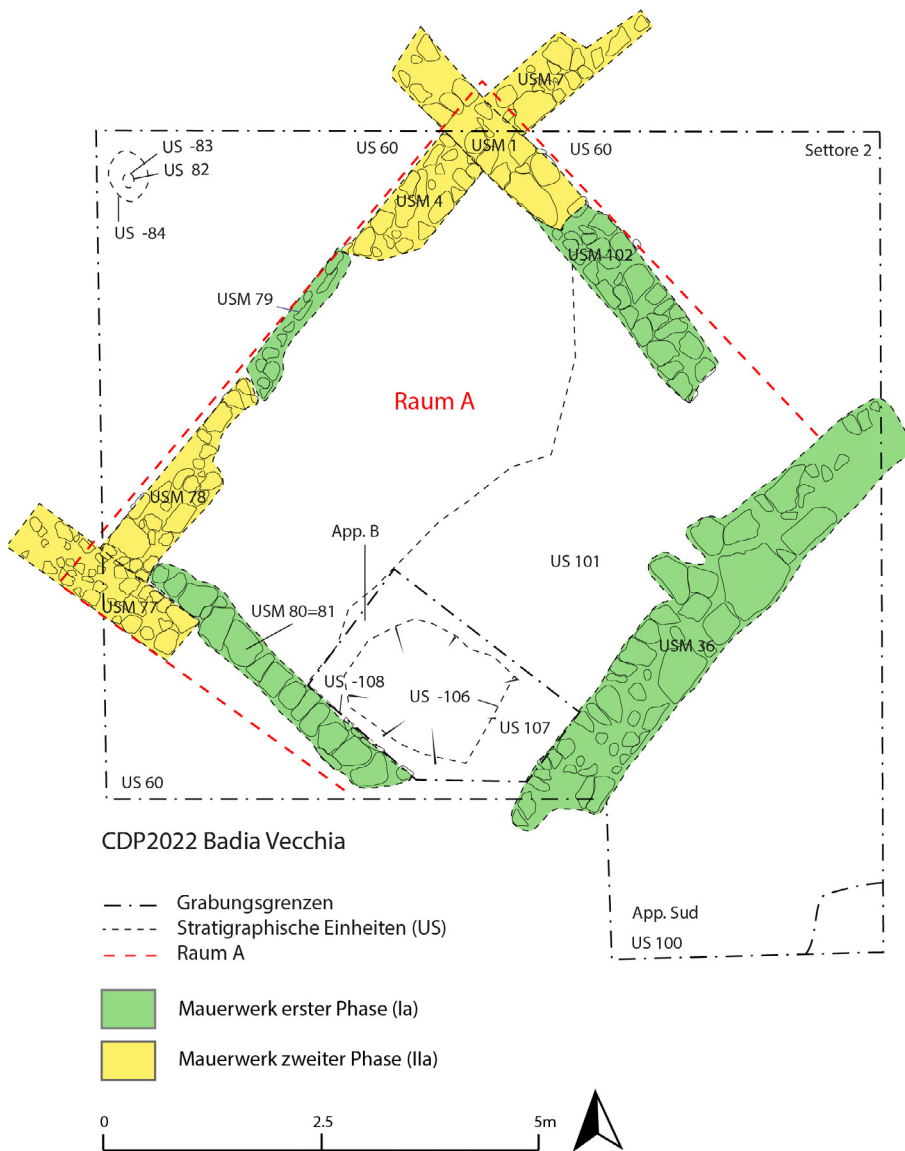 USM 7
US -83
US 82
US 60
USM 1
US 60
Settore 2
USM 4
US -84
USM 102
USM 79
Raum A
USM 78
App. B
US 101
USM 77
USM 80=81
USM 36
US -108
US -106
US 107
US 60
CDP2022 Badia Vecchia
Grabungsgrenzen
Stratigraphische Einheiten (US)
Raum A
App. Sud
US 100
Mauerwerk erster Phase (Ia)
Mauerwerk zweiter Phase (IIa)
0
2.5
5m